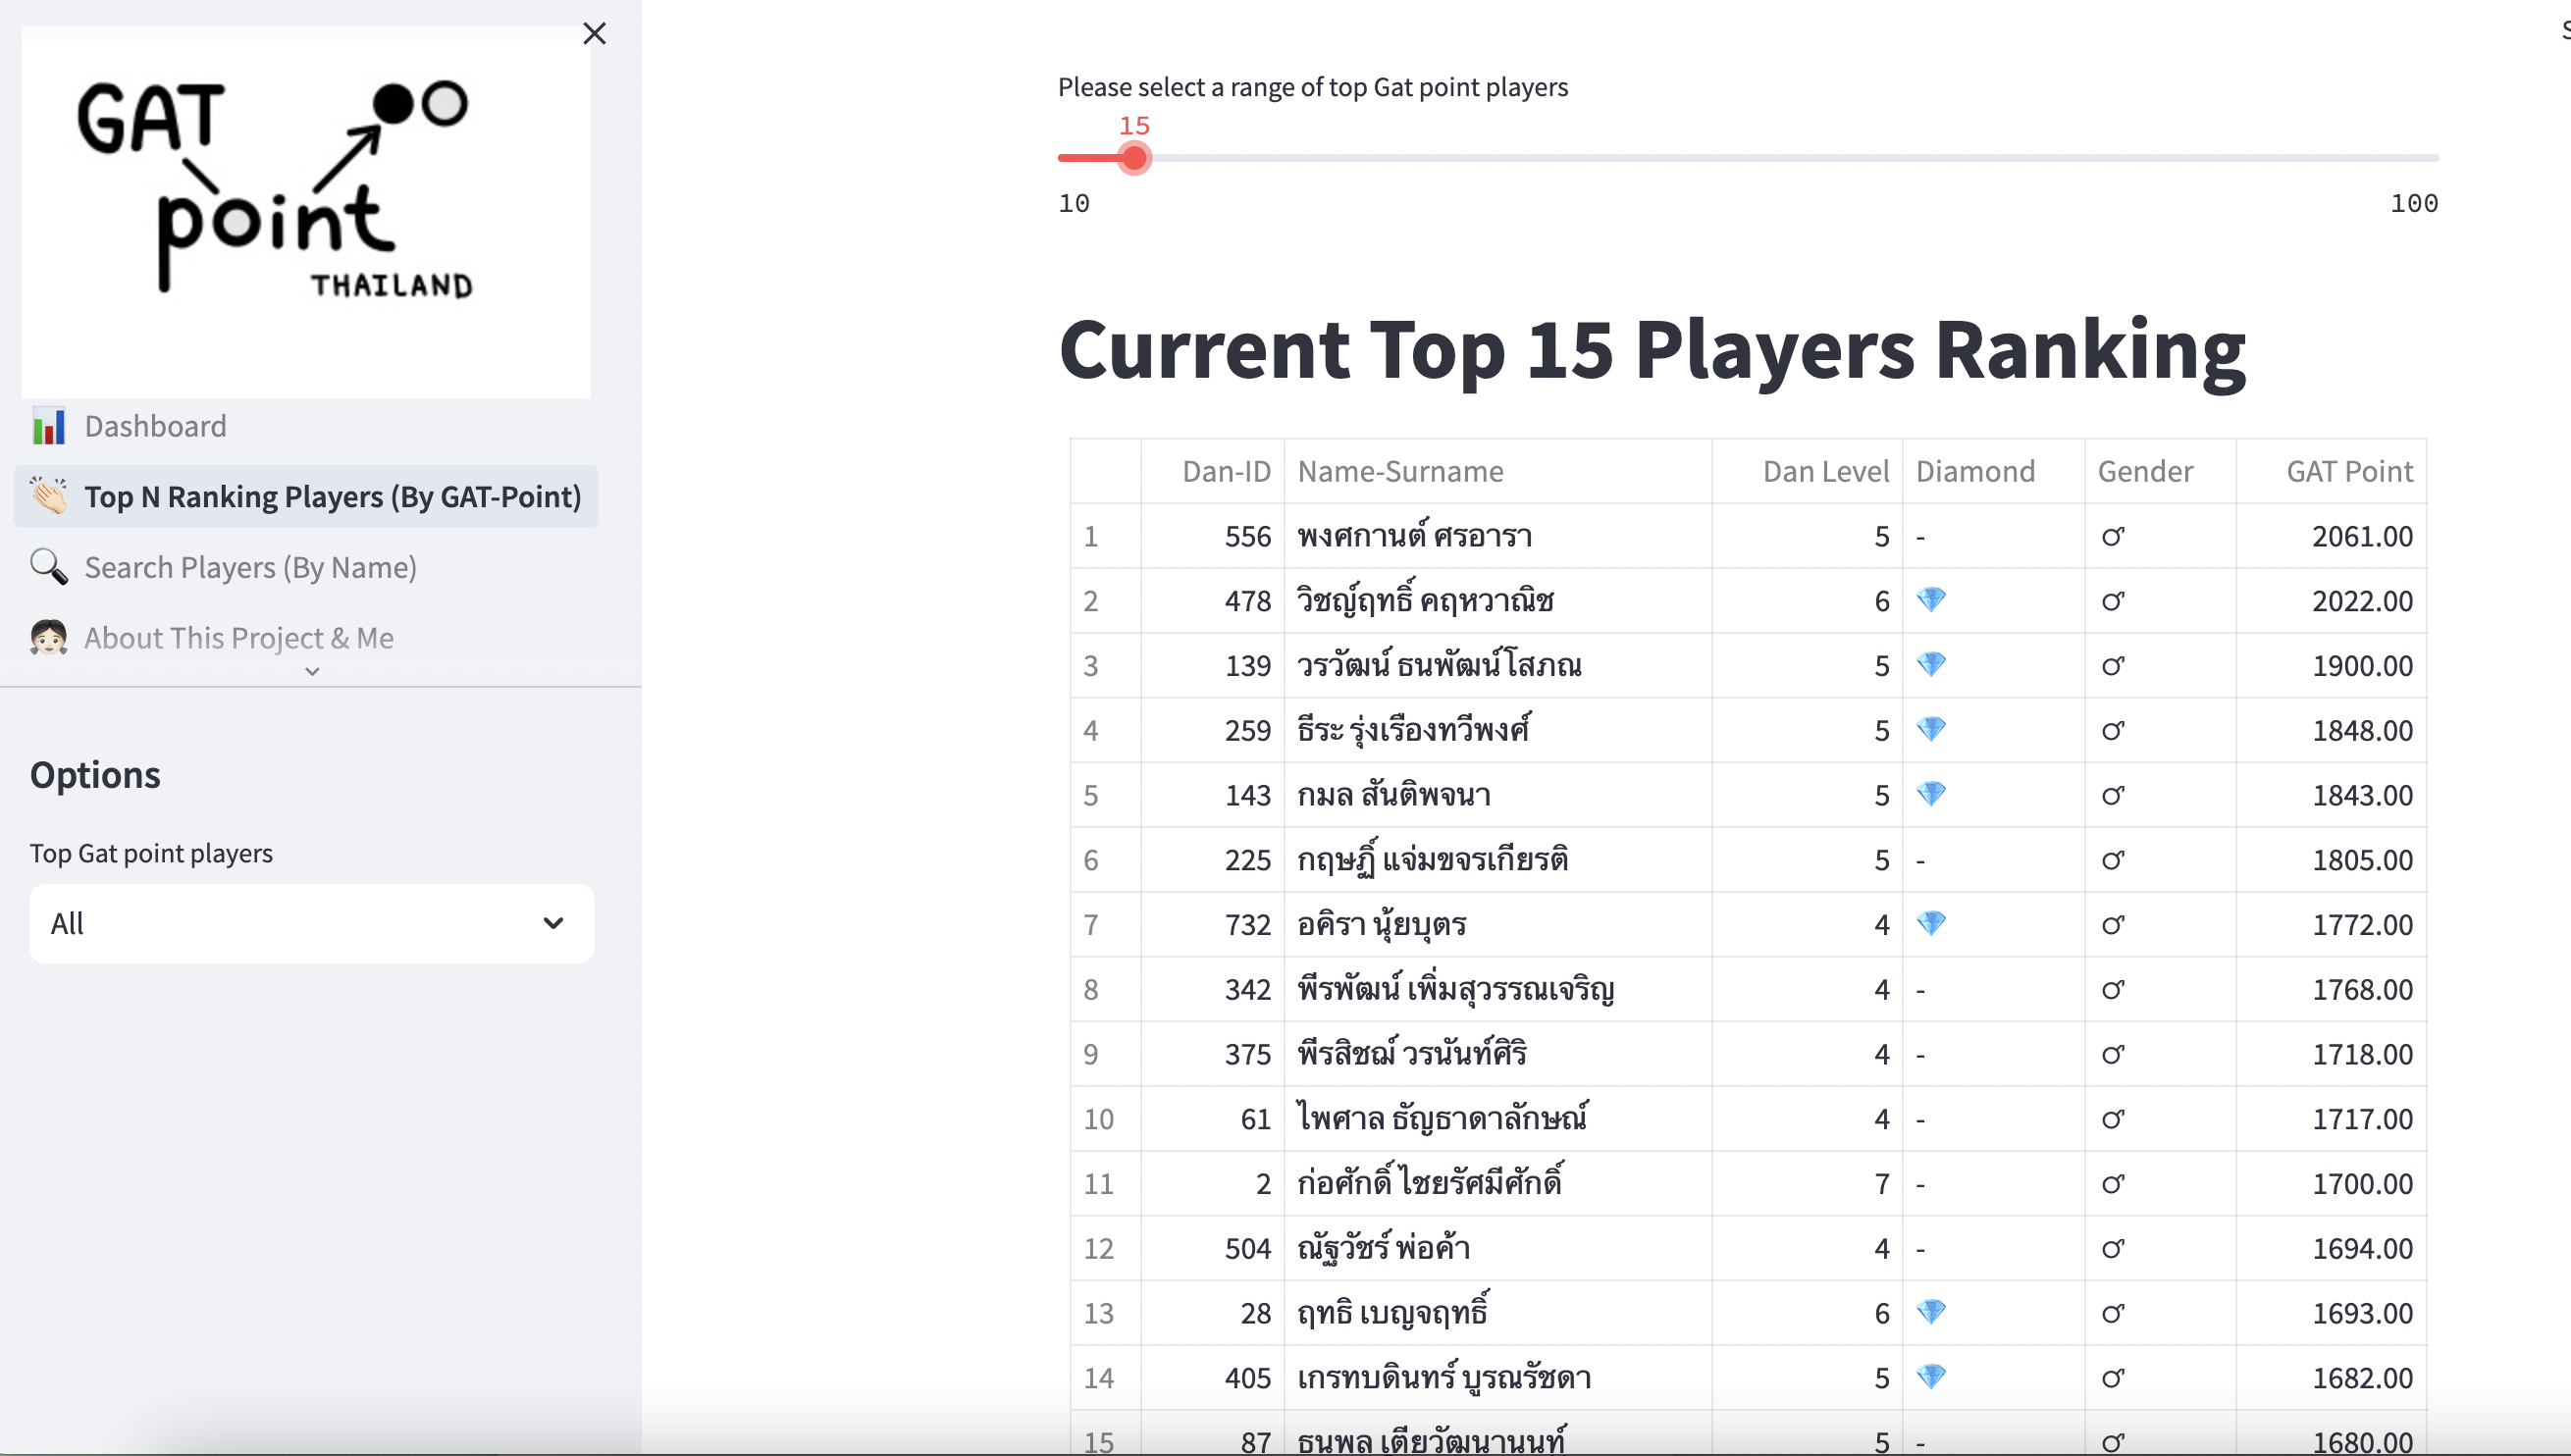 GAT
point
THAILAND
Dashboard
Top N Ranking Players (By GAT-Point)
Search Players (By Name)
About This Project & Me
Options
Top Gat point players
All
Please select a range of top Gat point players
15
10 100
Current Top 15 Players Ranking
Dan-ID Name-Surname Dan Level Diamond Gender GAT Point
1 556 พงศกานต์ ศรอารา 5 - ♂ 2061.00
2 478 วิชญ์ฤทธิ์ คฤหวาณิช 6 💎 ♂ 2022.00
3 139 วรวัฒน์ ธนพัฒน์โสภณ 5 💎 ♂ 1900.00
4 259 ธีระ รุ่งเรืองทวีพงศ์ 5 💎 ♂ 1848.00
5 143 กมล สันติพจนา 5 💎 ♂ 1843.00
6 225 กฤษฏิ์ แจ่มขจรเกียรติ 5 - ♂ 1805.00
7 732 อคิรา นุ้ยบุตร 4 💎 ♂ 1772.00
8 342 พีรพัฒน์ เพิ่มสุวรรณเจริญ 4 - ♂ 1768.00
9 375 พีรสิชฌ์ วรนันท์ศิริ 4 - ♂ 1718.00
10 61 ไพศาล ธัญธาดาลักษณ์ 4 - ♂ 1717.00
11 2 ก่อศักดิ์ ไชยรัศมีศักดิ์ 7 - ♂ 1700.00
12 504 ณัฐวัชร์ พ่อค้า 4 - ♂ 1694.00
13 28 ฤทธิ เบญจฤทธิ์ 6 💎 ♂ 1693.00
14 405 เกรทบดินทร์ บูรณรัชดา 5 💎 ♂ 1682.00
15 87 ธนพล เตียวัฒนานนท์ 5 - ♂ 1680.00